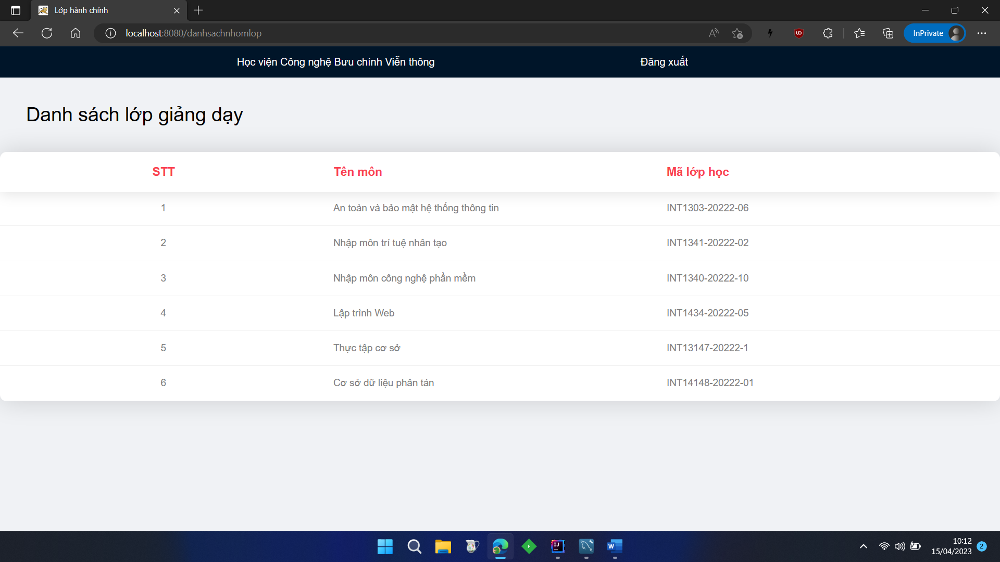 Lớp hành chính
localhost:8080/danhsachnhomlop
InPrivate
Học viện Công nghệ Bưu chính Viễn thông
Đăng xuất
Danh sách lớp giảng dạy
STT Tên môn Mã lớp học
1 An toàn và bảo mật hệ thống thông tin INT1303-20222-06
2 Nhập môn trí tuệ nhân tạo INT1341-20222-02
3 Nhập môn công nghệ phần mềm INT1340-20222-10
4 Lập trình Web INT1434-20222-05
5 Thực tập cơ sở INT13147-20222-1
6 Cơ sở dữ liệu phân tán INT14148-20222-01
10:12
15/04/2023
2